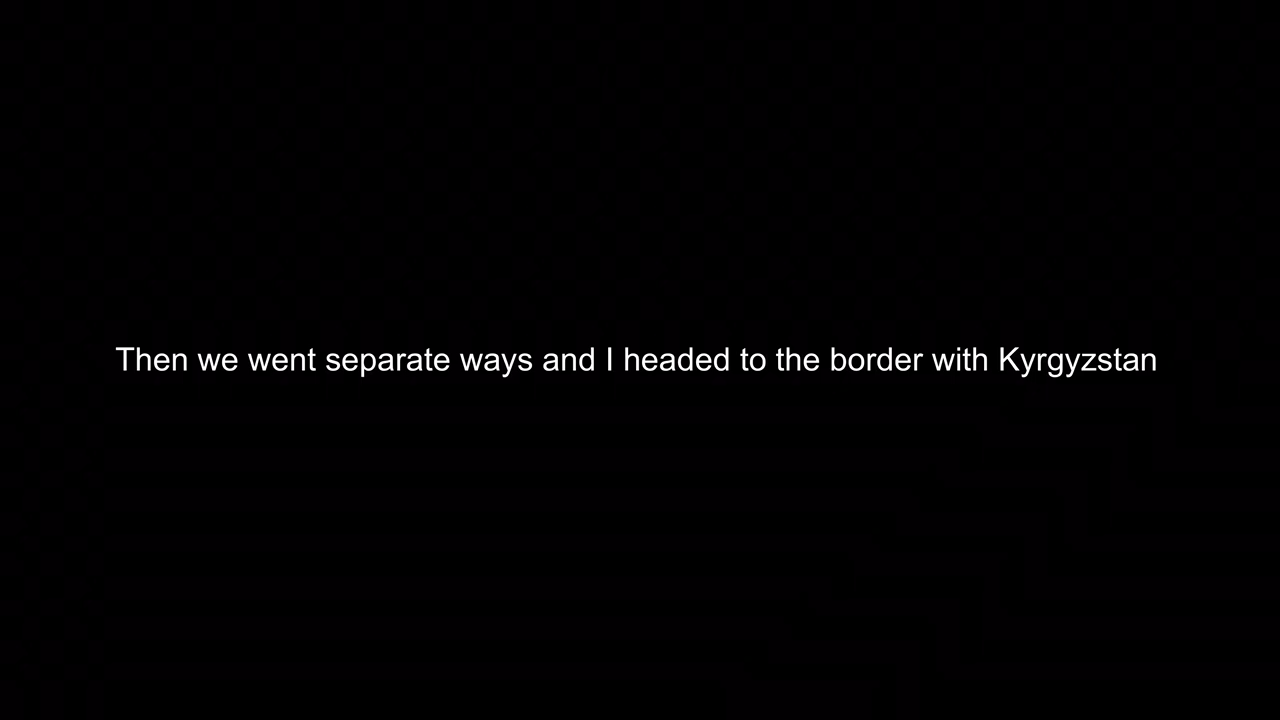 Then we went separate ways and I headed to the border with Kyrgyzstan